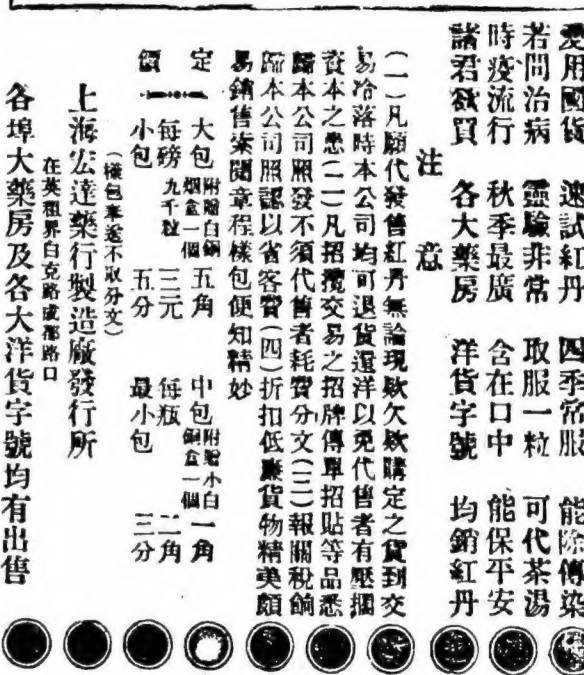 愛用國貨　速試紅丹　四季常服　能除傳染
若問治病　靈驗非常　取服一粒　可代茶湯
時疫流行　秋季最廣　含在口中　能保平安
諸君欲買　各大藥房　洋貨字號　均銷紅丹
注意
(一)凡願代發售紅丹無論現欵欠欵購定之貨到交
易冷落時本公司均可退貨還洋以免代售者有壓擱
資本之患(二)凡招攬交易之招牌傳單招貼等品悉
歸本公司照發不須代售者耗費分文(三)報關稅餉
歸本公司照認以省客費(四)折扣低廉貨物精美頗
易銷售索閱章程樣包便知精妙
定價
大包附贈白銅烟盒一個五角　中包附贈小白銅盒一個一角
每磅九千粒三元　每瓶二角
小包五分　最小包三分
(樣包奉送不取分文)
上海宏達藥行製造廠發行所
在英租界白克路成都路口
各埠大藥房及各大洋貨字號均有出售